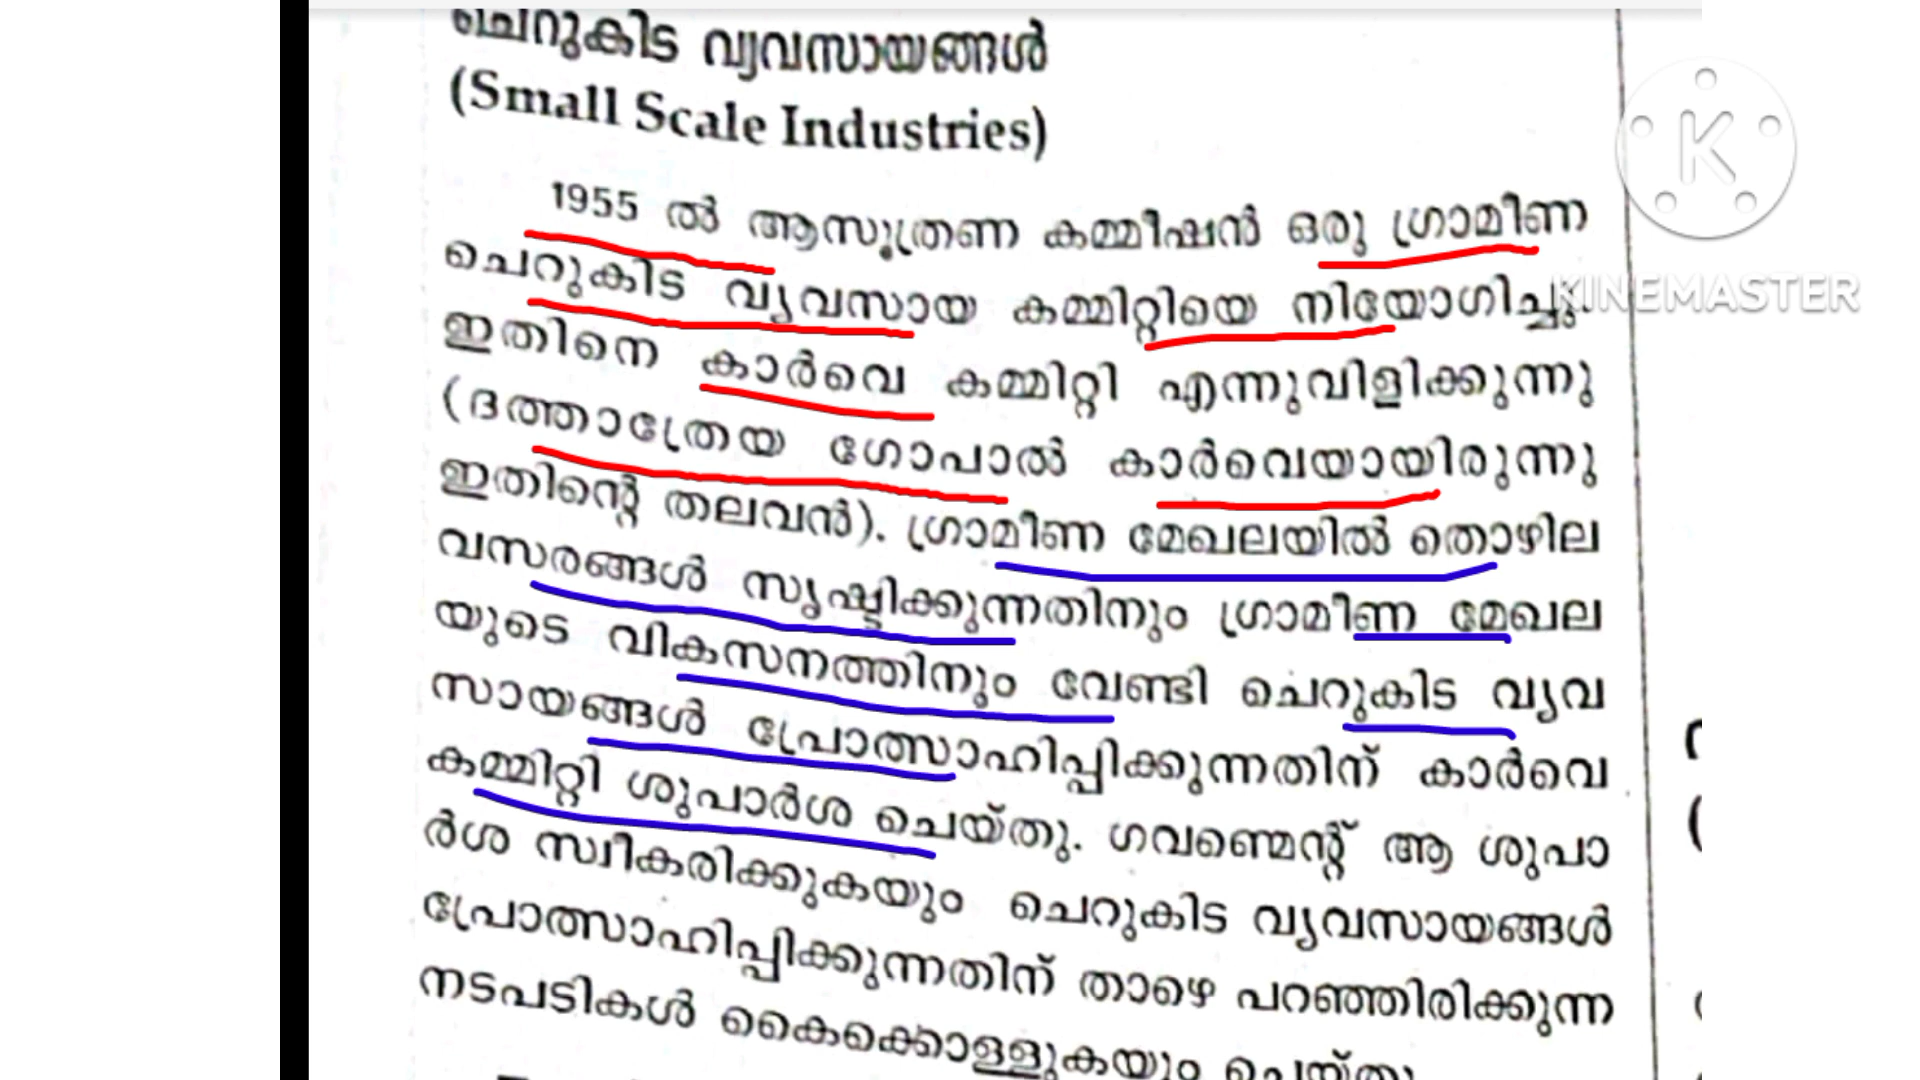 ചെറുകിട വ്യവസായങ്ങൾ
(Small Scale Industries)
1955 ൽ ആസൂത്രണ കമ്മീഷൻ ഒരു ഗ്രാമീണ
ചെറുകിട വ്യവസായ കമ്മിറ്റിയെ നിയോഗിച്ചു.
ഇതിനെ കാർവെ കമ്മിറ്റി എന്നുവിളിക്കുന്നു
(ദത്താത്രേയ ഗോപാൽ കാർവെയായിരുന്നു
ഇതിന്റെ തലവൻ). ഗ്രാമീണ മേഖലയിൽ തൊഴില
വസരങ്ങൾ സൃഷ്ടിക്കുന്നതിനും ഗ്രാമീണ മേഖല
യുടെ വികസനത്തിനും വേണ്ടി ചെറുകിട വ്യവ
സായങ്ങൾ പ്രോത്സാഹിപ്പിക്കുന്നതിന് കാർവെ
കമ്മിറ്റി ശുപാർശ ചെയ്തു. ഗവണ്മെന്റ് ആ ശുപാ
ർശ സ്വീകരിക്കുകയും ചെറുകിട വ്യവസായങ്ങൾ
പ്രോത്സാഹിപ്പിക്കുന്നതിന് താഴെ പറഞ്ഞിരിക്കുന്ന
നടപടികൾ കൈക്കൊള്ളുകയും ചെയ്തു.
K
KINEMASTER